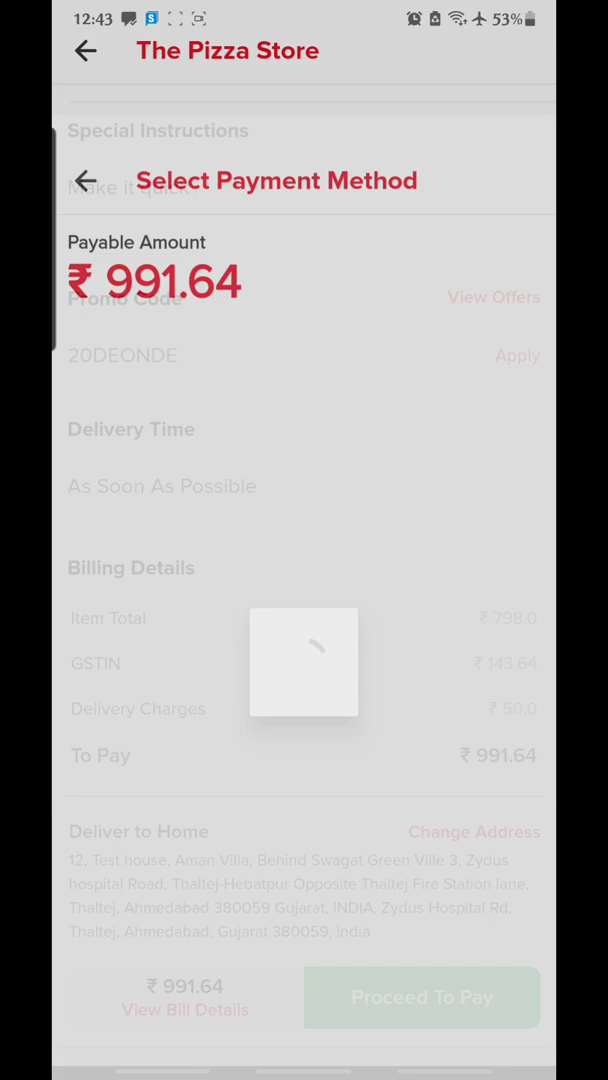 12:43 53%
The Pizza Store
Special Instructions
Make it quick
Select Payment Method
Payable Amount
₹ 991.64
Promo Code View Offers
20DEONDE Apply
Delivery Time
As Soon As Possible
Billing Details
Item Total ₹ 798.0
GSTIN ₹ 143.64
Delivery Charges ₹ 50.0
To Pay ₹ 991.64
Deliver to Home Change Address
12, Test house, Aman Villa, Behind Swagat Green Ville 3, Zydus
hospital Road, Thaltej-Hebatpur Opposite Thaltej Fire Station lane,
Thaltej, Ahmedabad 380059 Gujarat, INDIA, Zydus Hospital Rd,
Thaltej, Ahmedabad, Gujarat 380059, India
₹ 991.64
View Bill Details
Proceed To Pay